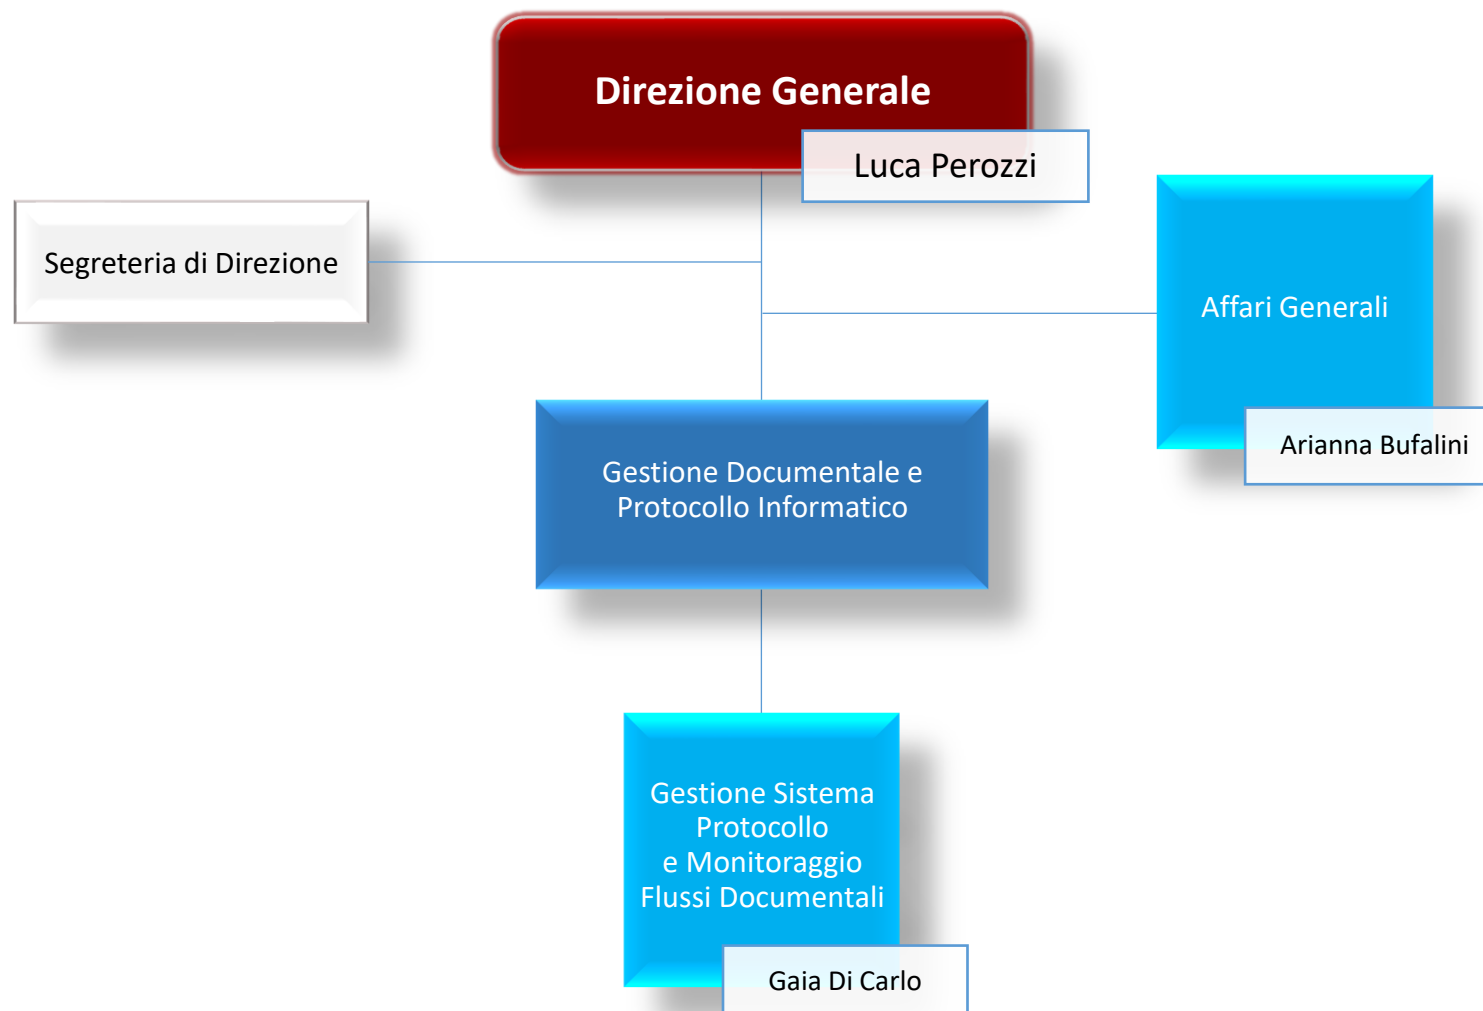 Direzione Generale
Luca Perozzi
Segreteria di Direzione
Affari Generali
Arianna Bufalini
Gestione Documentale e
Protocollo Informatico
Gestione Sistema
Protocollo
e Monitoraggio
Flussi Documentali
Gaia Di Carlo